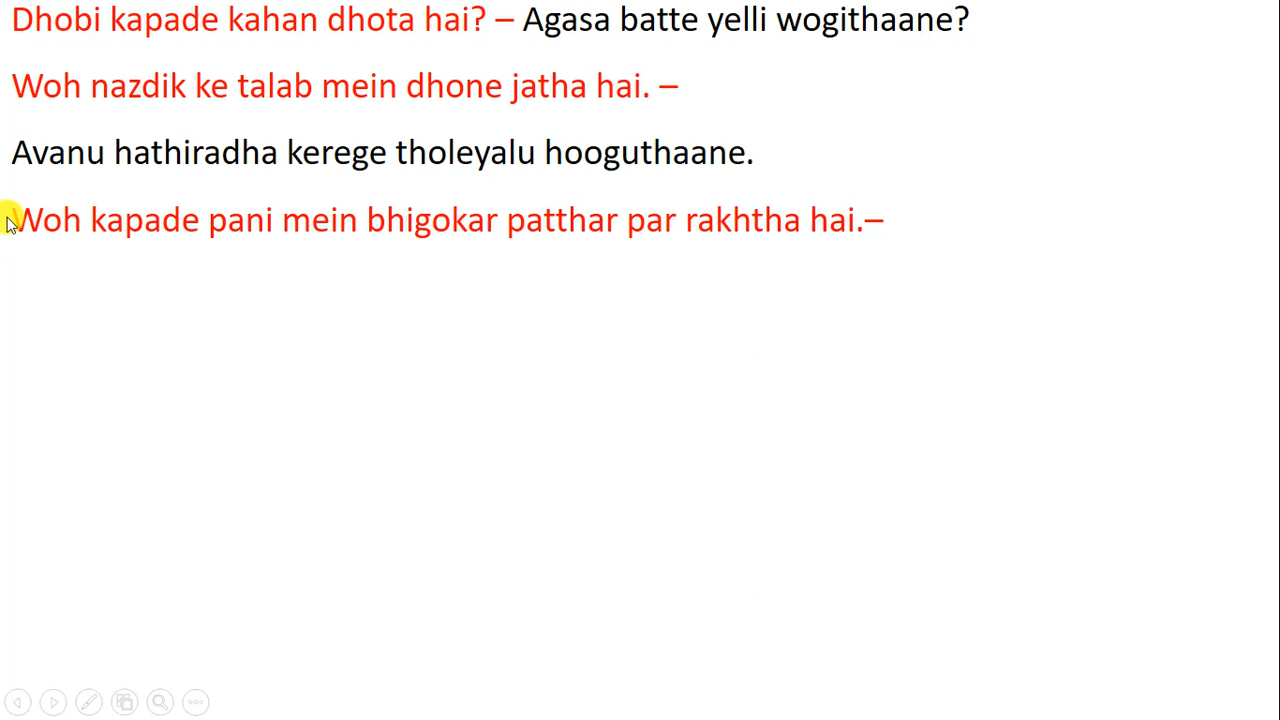 Dhobi kapade kahan dhota hai? – Agasa batte yelli wogithaane?
Woh nazdik ke talab mein dhone jatha hai. –
Avanu hathiradha kerege tholeyalu hooguthaane.
Woh kapade pani mein bhigokar patthar par rakhtha hai.–